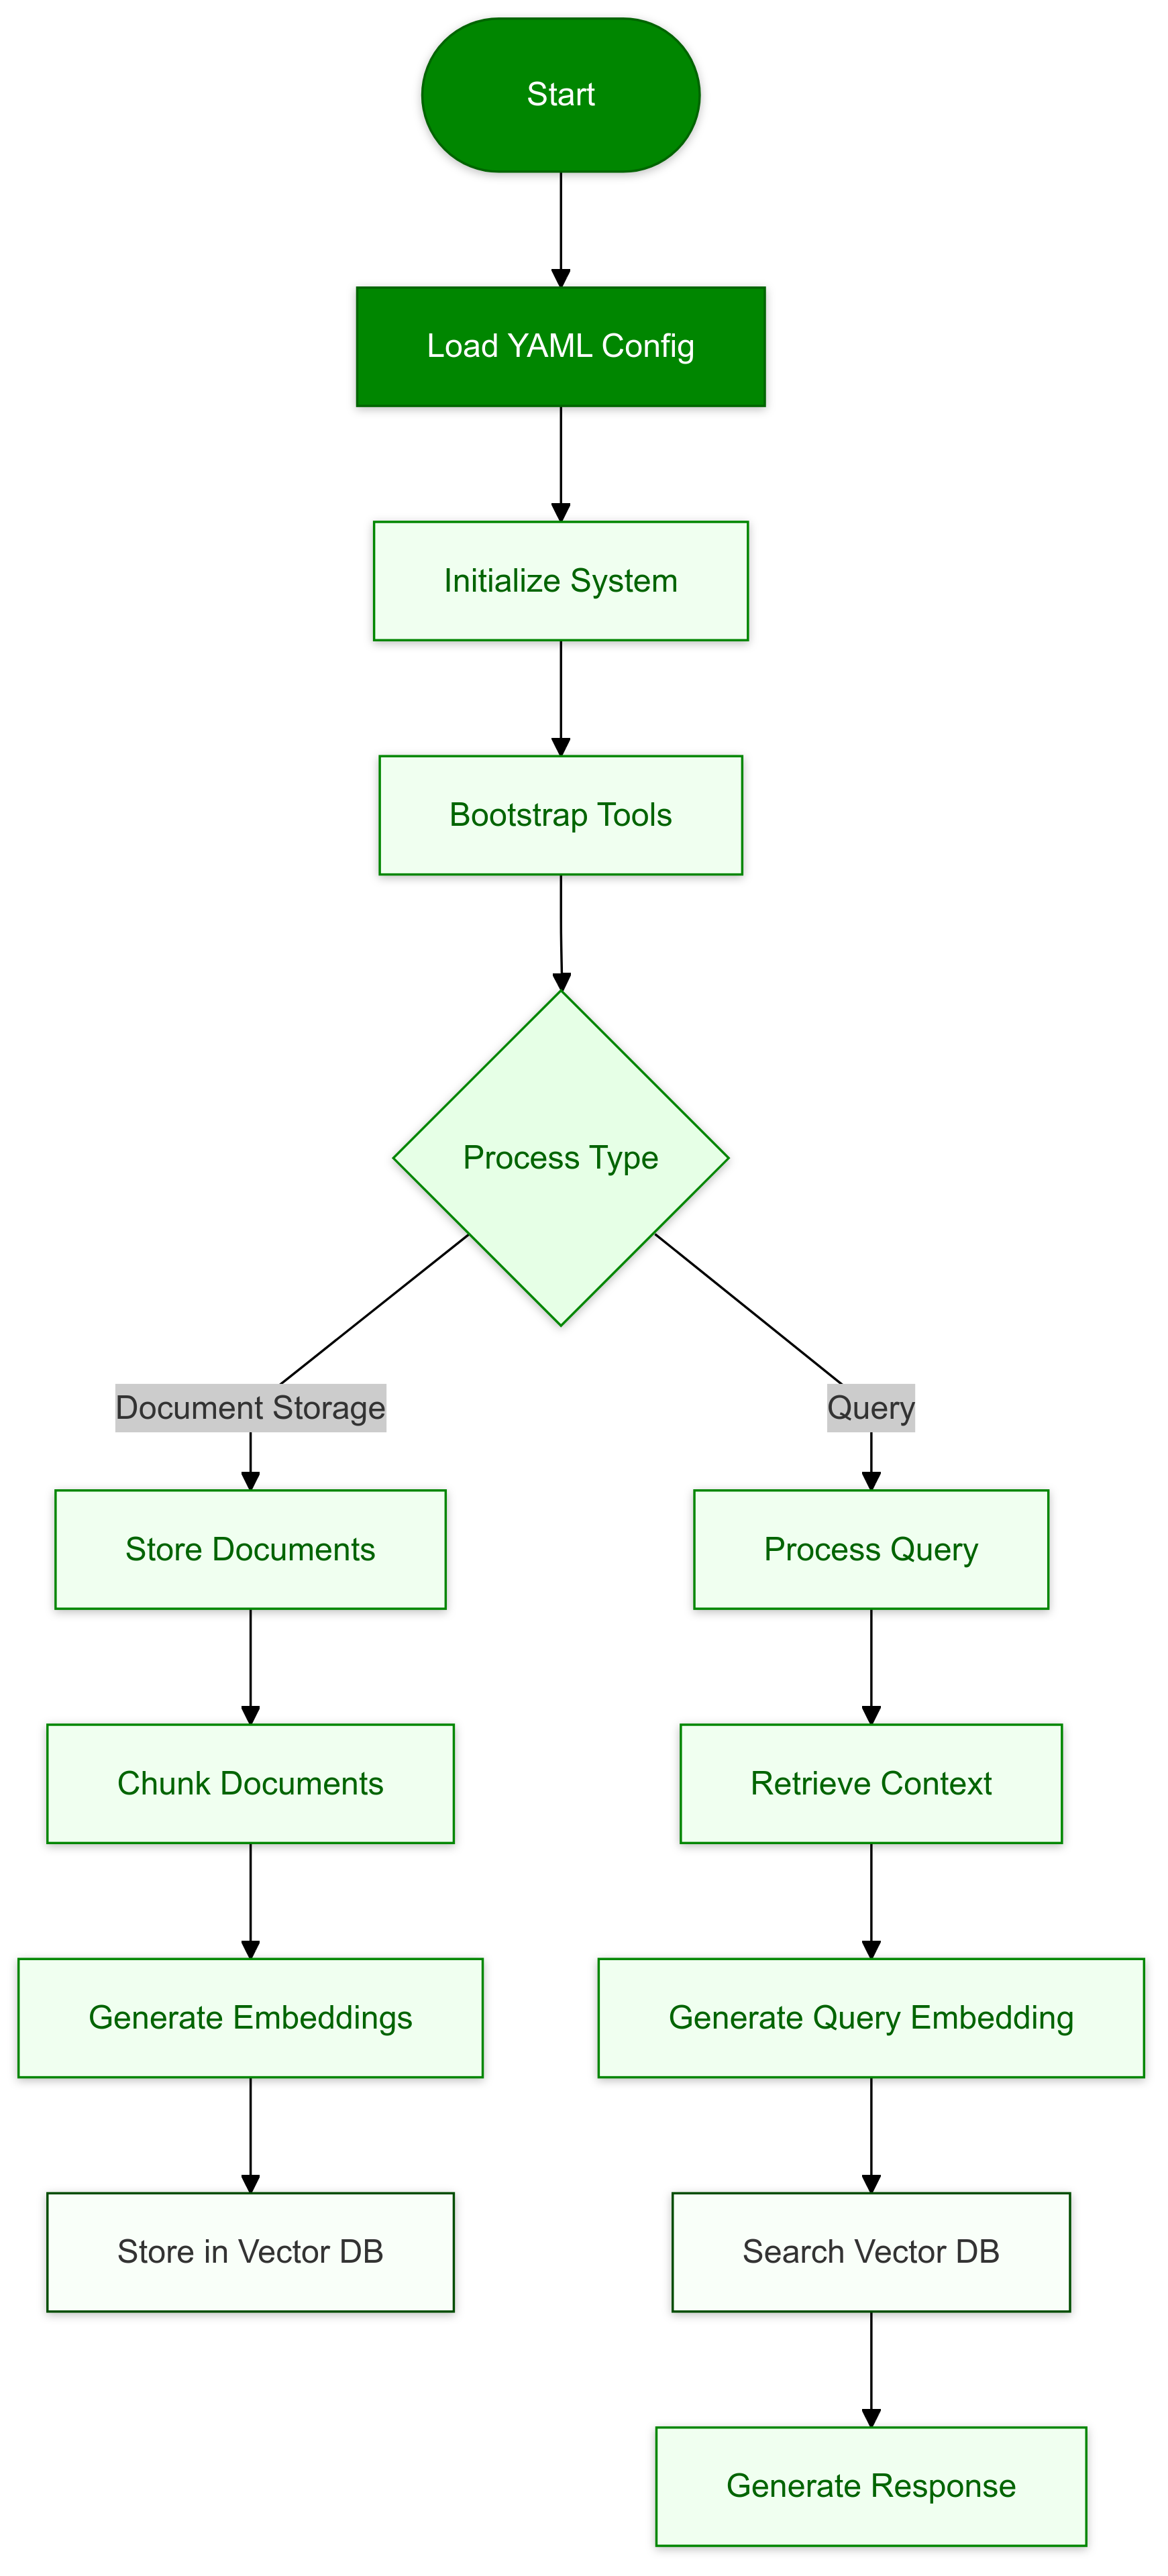 Start
Load YAML Config
Initialize System
Bootstrap Tools
Process Type
Document Storage
Query
Store Documents
Process Query
Chunk Documents
Retrieve Context
Generate Embeddings
Generate Query Embedding
Store in Vector DB
Search Vector DB
Generate Response